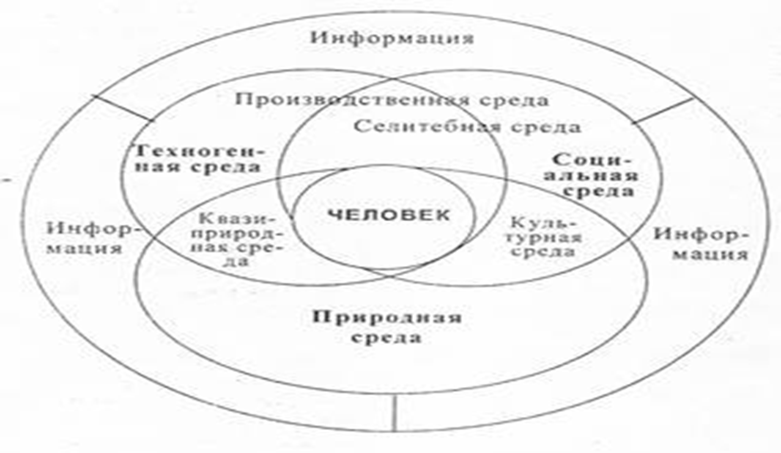 Информация
Производственная среда
Селитебная среда
Техноген-
ная среда
Соци-
альная
среда
ЧЕЛОВЕК
Квази-
природ-
ная сре-
да
Куль-
турная
среда
Инфор-
мация
Инфор-
мация
Природная
среда